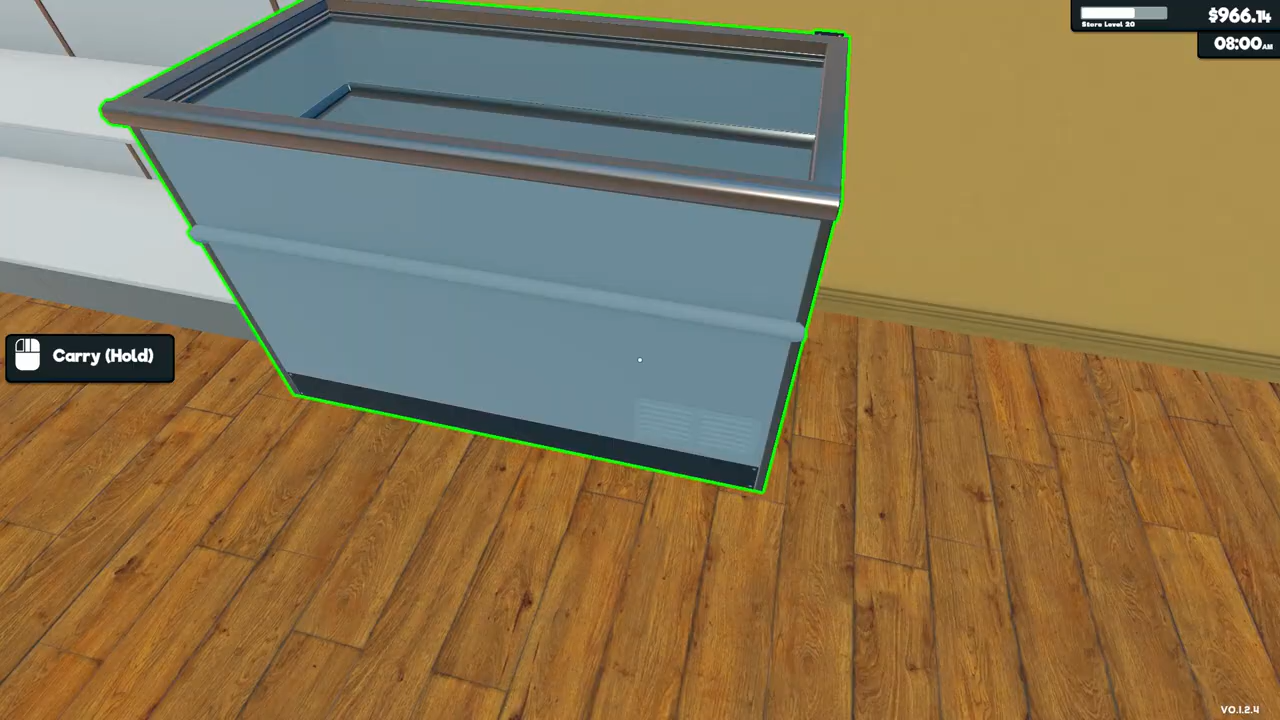 $966.14
Store Level 20
08:00AM
Carry (Hold)
V0.1.2.4